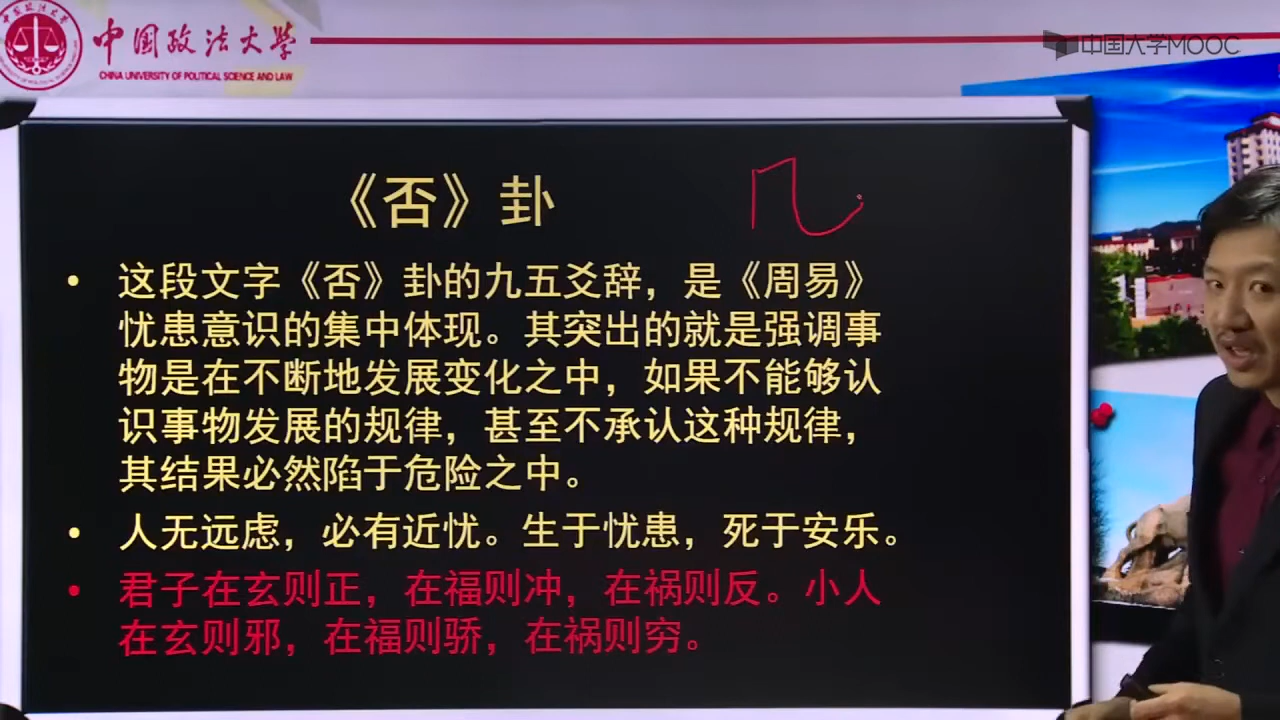 中国政法大学
CHINA UNIVERSITY OF POLITICAL SCIENCE AND LAW
中国大学MOOC
《否》卦
几
• 这段文字《否》卦的九五爻辞，是《周易》
忧患意识的集中体现。其突出的就是强调事
物是在不断地发展变化之中，如果不能够认
识事物发展的规律，甚至不承认这种规律，
其结果必然陷于危险之中。
• 人无远虑，必有近忧。生于忧患，死于安乐。
• 君子在玄则正，在福则冲，在祸则反。小人
在玄则邪，在福则骄，在祸则穷。